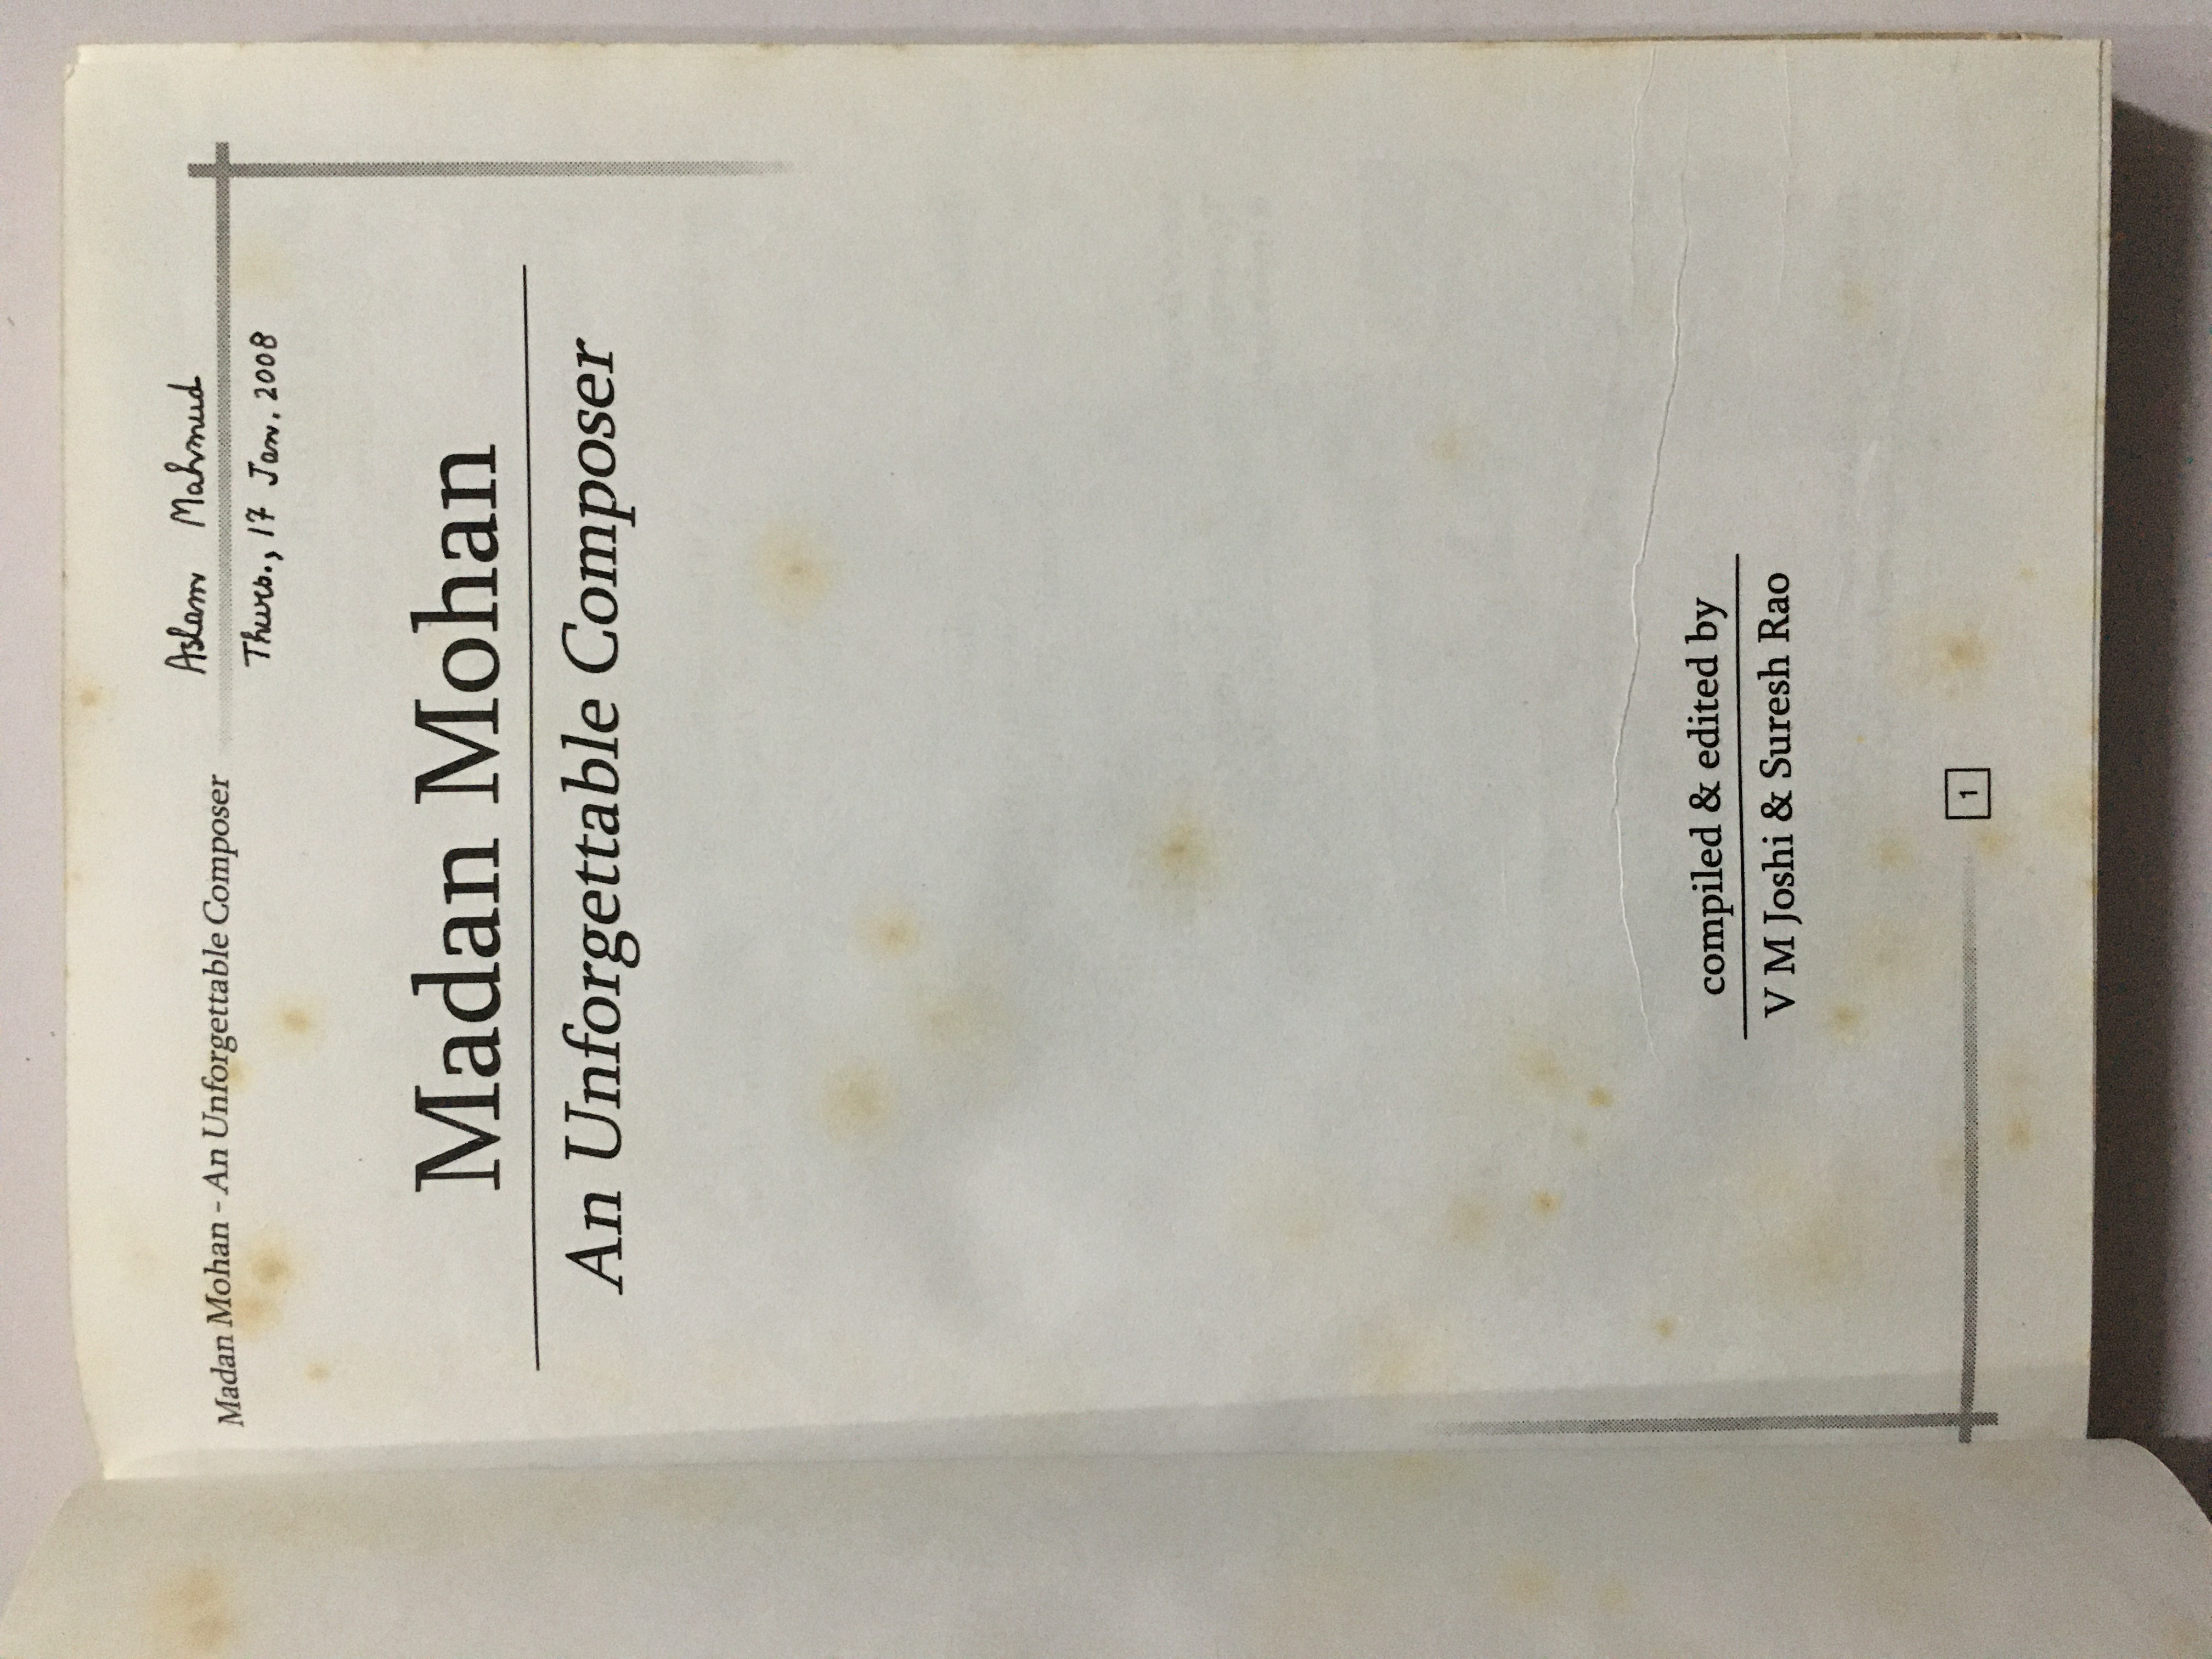 Aslam Mahmud
Madan Mohan - An Unforgettable Composer
Thurs., 17 Jan. 2008
Madan Mohan
An Unforgettable Composer
compiled & edited by
V M Joshi & Suresh Rao
1